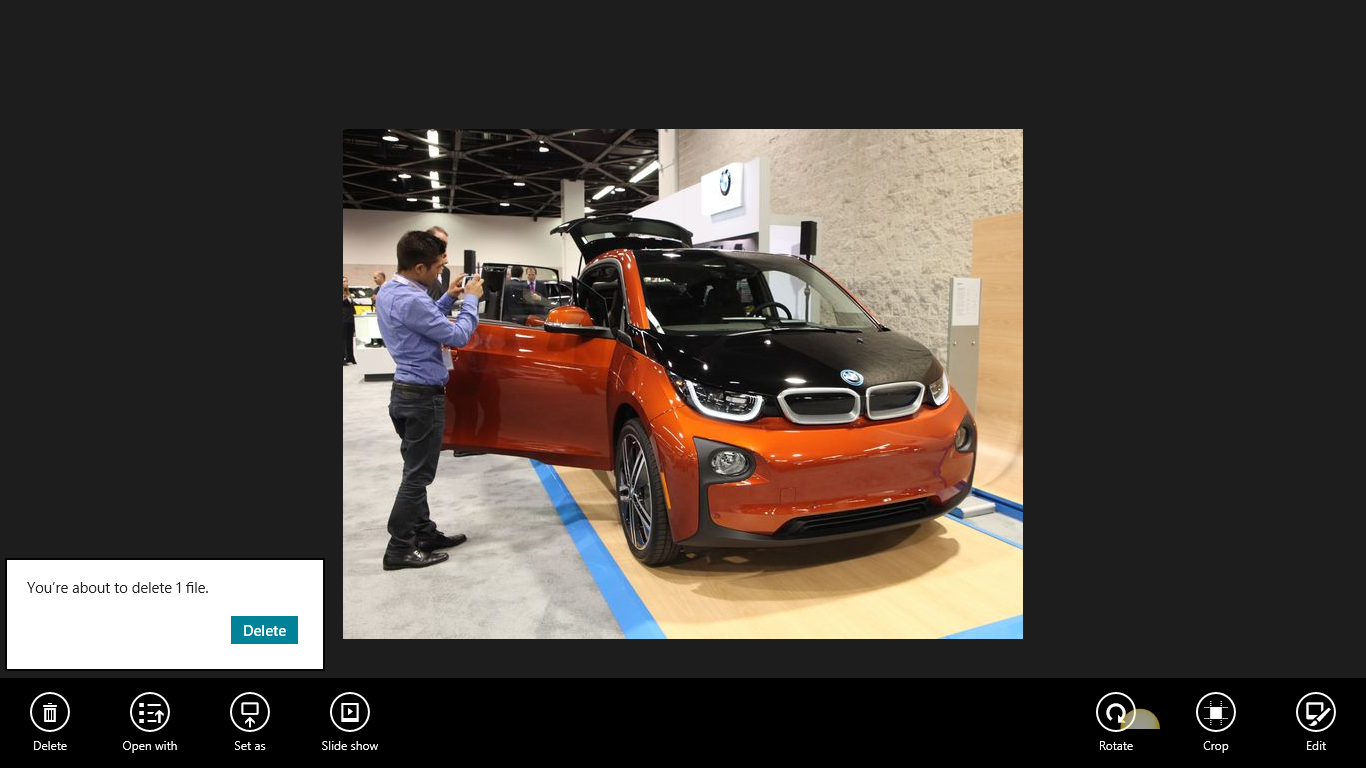 You're about to delete 1 file.
Delete
Delete
Open with
Set as
Slide show
Rotate
Crop
Edit